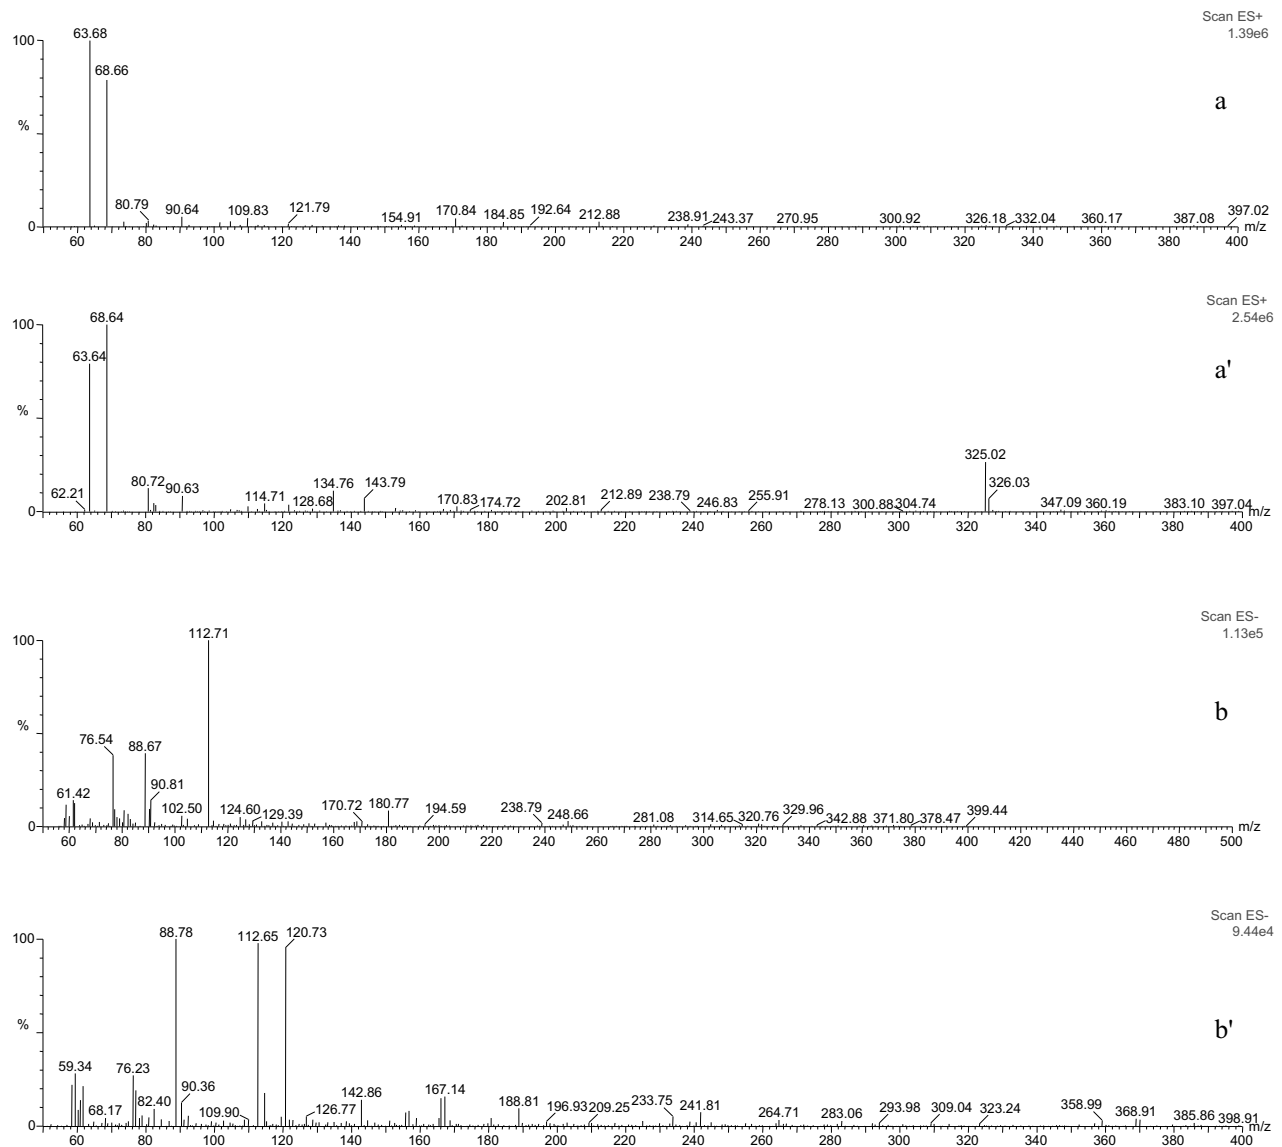 Scan ES+
1.39e6
100
63.68
68.66
a
%
80.79 90.64 109.83 121.79 154.91 170.84 184.85 192.64 212.88 238.91 243.37 270.95 300.92 326.18 332.04 360.17 387.08 397.02
0
m/z
60 80 100 120 140 160 180 200 220 240 260 280 300 320 340 360 380 400
Scan ES+
2.54e6
100
68.64
63.64
a'
%
325.02
62.21 80.72 90.63 114.71 128.68 134.76 143.79 170.83 174.72 202.81 212.89 238.79 246.83 255.91 278.13 300.88 304.74 326.03 347.09 360.19 383.10 397.04
0
m/z
60 80 100 120 140 160 180 200 220 240 260 280 300 320 340 360 380 400
Scan ES-
1.13e5
100
112.71
b
%
76.54 88.67
61.42 90.81 102.50 124.60 129.39 170.72 180.77 194.59 238.79 248.66 281.08 314.65 320.76 329.96 342.88 371.80 378.47 399.44
0
m/z
60 80 100 120 140 160 180 200 220 240 260 280 300 320 340 360 380 400 420 440 460 480 500
Scan ES-
9.44e4
100
88.78 112.65 120.73
b'
%
59.34 68.17 76.23 82.40 90.36 109.90 126.77 142.86 167.14 188.81 196.93 209.25 233.75 241.81 264.71 283.06 293.98 309.04 323.24 358.99 368.91 385.86 398.91
0
m/z
60 80 100 120 140 160 180 200 220 240 260 280 300 320 340 360 380 400